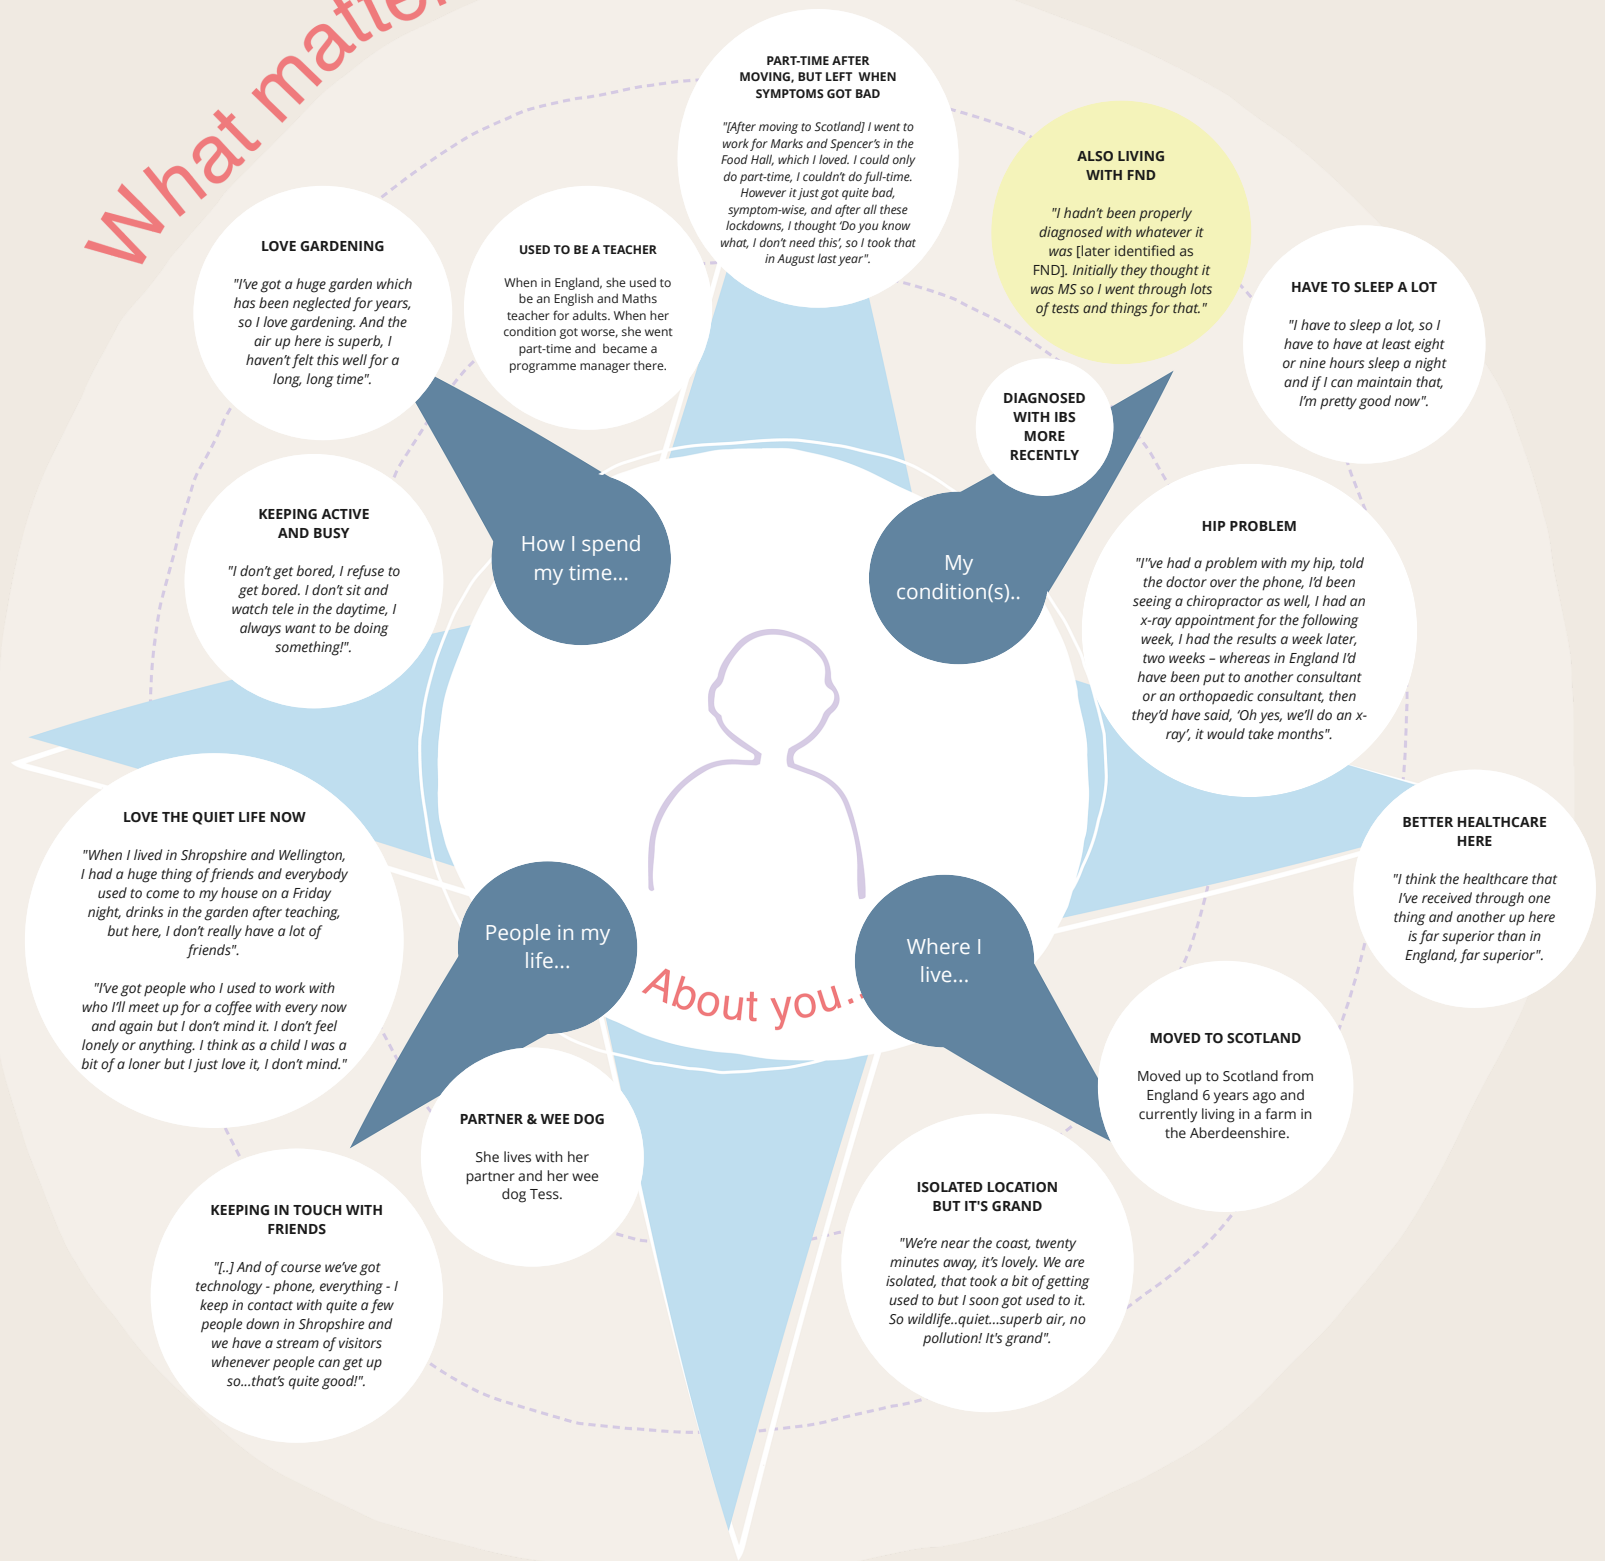 What matter
PART-TIME AFTER
MOVING, BUT LEFT WHEN
SYMPTOMS GOT BAD
"[After moving to Scotland] I went to
work for Marks and Spencer's in the
Food Hall, which I loved. I could only
do part-time, I couldn't do full-time.
However it just got quite bad,
symptom-wise, and after all these
lockdowns, I thought 'Do you know
what, I don't need this', so I took that
in August last year".
ALSO LIVING
WITH FND
"I hadn't been properly
diagnosed with whatever it
was [later identified as
FND]. Initially they thought it
was MS so I went through lots
of tests and things for that."
LOVE GARDENING
"I've got a huge garden which
has been neglected for years,
so I love gardening. And the
air up here is superb, I
haven't felt this well for a
long, long time".
USED TO BE A TEACHER
When in England, she used to
be an English and Maths
teacher for adults. When her
condition got worse, she went
part-time and became a
programme manager there.
HAVE TO SLEEP A LOT
"I have to sleep a lot, so I
have to have at least eight
or nine hours sleep a night
and if I can maintain that,
I'm pretty good now".
DIAGNOSED
WITH IBS
MORE
RECENTLY
KEEPING ACTIVE
AND BUSY
"I don't get bored, I refuse to
get bored. I don't sit and
watch tele in the daytime, I
always want to be doing
something!".
How I spend
my time...
My
condition(s)..
HIP PROBLEM
"I"ve had a problem with my hip, told
the doctor over the phone, I'd been
seeing a chiropractor as well, I had an
x-ray appointment for the following
week, I had the results a week later,
two weeks – whereas in England I'd
have been put to another consultant
or an orthopaedic consultant, then
they'd have said, 'Oh yes, we'll do an x-
ray', it would take months".
LOVE THE QUIET LIFE NOW
"When I lived in Shropshire and Wellington,
I had a huge thing of friends and everybody
used to come to my house on a Friday
night, drinks in the garden after teaching,
but here, I don't really have a lot of
friends".
"I've got people who I used to work with
who I'll meet up for a coffee with every now
and again but I don't mind it. I don't feel
lonely or anything. I think as a child I was a
bit of a loner but I just love it, I don't mind."
BETTER HEALTHCARE
HERE
"I think the healthcare that
I've received through one
thing and another up here
is far superior than in
England, far superior".
People in my
life...
Where I
live...
About you..
MOVED TO SCOTLAND
Moved up to Scotland from
England 6 years ago and
currently living in a farm in
the Aberdeenshire.
PARTNER & WEE DOG
She lives with her
partner and her wee
dog Tess.
ISOLATED LOCATION
BUT IT'S GRAND
"We're near the coast, twenty
minutes away, it's lovely. We are
isolated, that took a bit of getting
used to but I soon got used to it.
So wildlife..quiet...superb air, no
pollution! It's grand".
KEEPING IN TOUCH WITH
FRIENDS
"[..] And of course we've got
technology - phone, everything - I
keep in contact with quite a few
people down in Shropshire and
we have a stream of visitors
whenever people can get up
so...that's quite good!".